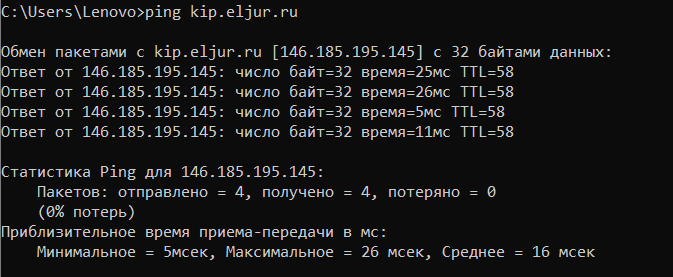 C:\Users\Lenovo>ping kip.eljur.ru
Обмен пакетами с kip.eljur.ru [146.185.195.145] с 32 байтами данных:
Ответ от 146.185.195.145: число байт=32 время=25мс TTL=58
Ответ от 146.185.195.145: число байт=32 время=26мс TTL=58
Ответ от 146.185.195.145: число байт=32 время=5мс TTL=58
Ответ от 146.185.195.145: число байт=32 время=11мс TTL=58
Статистика Ping для 146.185.195.145:
    Пакетов: отправлено = 4, получено = 4, потеряно = 0
    (0% потерь)
Приблизительное время приема-передачи в мс:
    Минимальное = 5мсек, Максимальное = 26 мсек, Среднее = 16 мсек